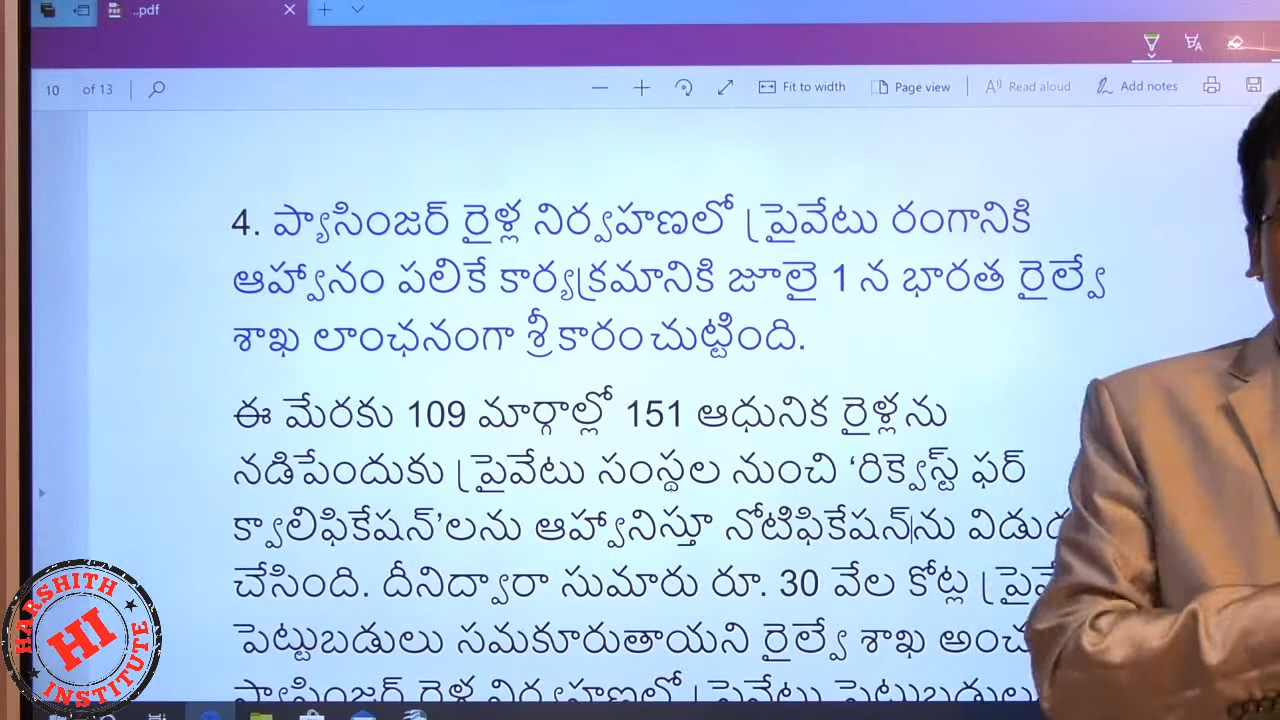 ..pdf
10 of 13
Fit to width
Page view
Read aloud
Add notes
4. ప్యాసింజర్ రైళ్ల నిర్వహణలో ప్రైవేటు రంగానికి
ఆహ్వానం పలికే కార్యక్రమానికి జూలై 1 న భారత రైల్వే
శాఖ లాంఛనంగా శ్రీకారంచుట్టింది.
ఈ మేరకు 109 మార్గాల్లో 151 ఆధునిక రైళ్లను
నడిపేందుకు ప్రైవేటు సంస్థల నుంచి ‘రిక్వెస్ట్ ఫర్
క్వాలిఫికేషన్’లను ఆహ్వానిస్తూ నోటిఫికేషన్‌ను
చేసింది. దీనిద్వారా సుమారు రూ. 30 వేల కోట్ల
పెట్టుబడులు సమకూరుతాయని రైల్వే శాఖ
ప్యాసింజర్ రైళ్ల నిర్వహణలో ప్రైవేటు
HARSHITH
HI
INSTITUTE